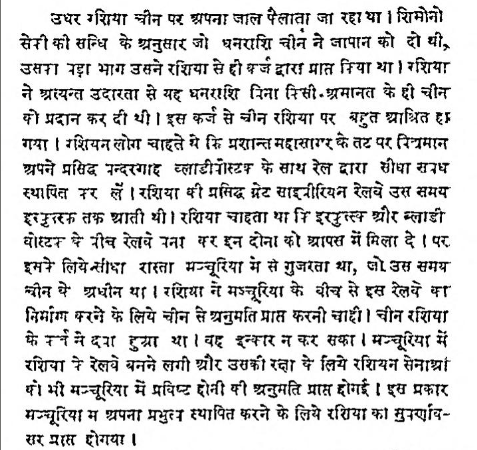 उधर रशिया चीन पर अपना जाल फैलाता जा रहा था । शिमोनो
सेकी की सन्धि के अनुसार जो धनराशि चीन ने जापान को दी थी,
उसका बड़ा भाग उसने रशिया से ही कर्ज द्वारा प्राप्त किया था । रशिया
ने अत्यन्त उदारता से यह धनराशि बिना किसी अमानत के ही चीन
को प्रदान कर दी थी । इस कर्ज से चीन रशिया पर बहुत आश्रित हो
गया । रशियन लोग चाहते थे कि प्रशान्त महासागर के तट पर विद्यमान
अपने प्रसिद्ध बन्दरगाह व्लाडीवोस्टक के साथ रेल द्वारा सीधा सबध
स्थापित कर लें । रशिया की प्रसिद्ध ग्रेट साइबीरियन रेलवे उस समय
इरकुत्स्क तक आती थी । रशिया चाहता था कि इरकुत्स्क और व्लाडी
वोस्टक के बीच रेलवे बना कर इन दोनों को आपस में मिला दे । पर
इसके लिये सीधा रास्ता मञ्चूरिया में से गुजरता था, जो उस समय
चीन के अधीन था । रशिया ने मञ्चूरिया के बीच से इस रेलवे का
निर्माण करने के लिये चीन से अनुमति प्राप्त करनी चाही । चीन रशिया
के कर्ज से दबा हुआ था । वह इन्कार न कर सका । मञ्चूरिया में
रशिया की रेलवे बनने लगी और उसकी रक्षा के लिये रशियन सेनाओं
को भी मञ्चूरिया में प्रविष्ट होने की अनुमति प्राप्त होगई । इस प्रकार
मञ्चूरिया म अपना प्रभुत्व स्थापित करने के लिये रशिया को सुवर्णाव-
सर प्राप्त होगया ।